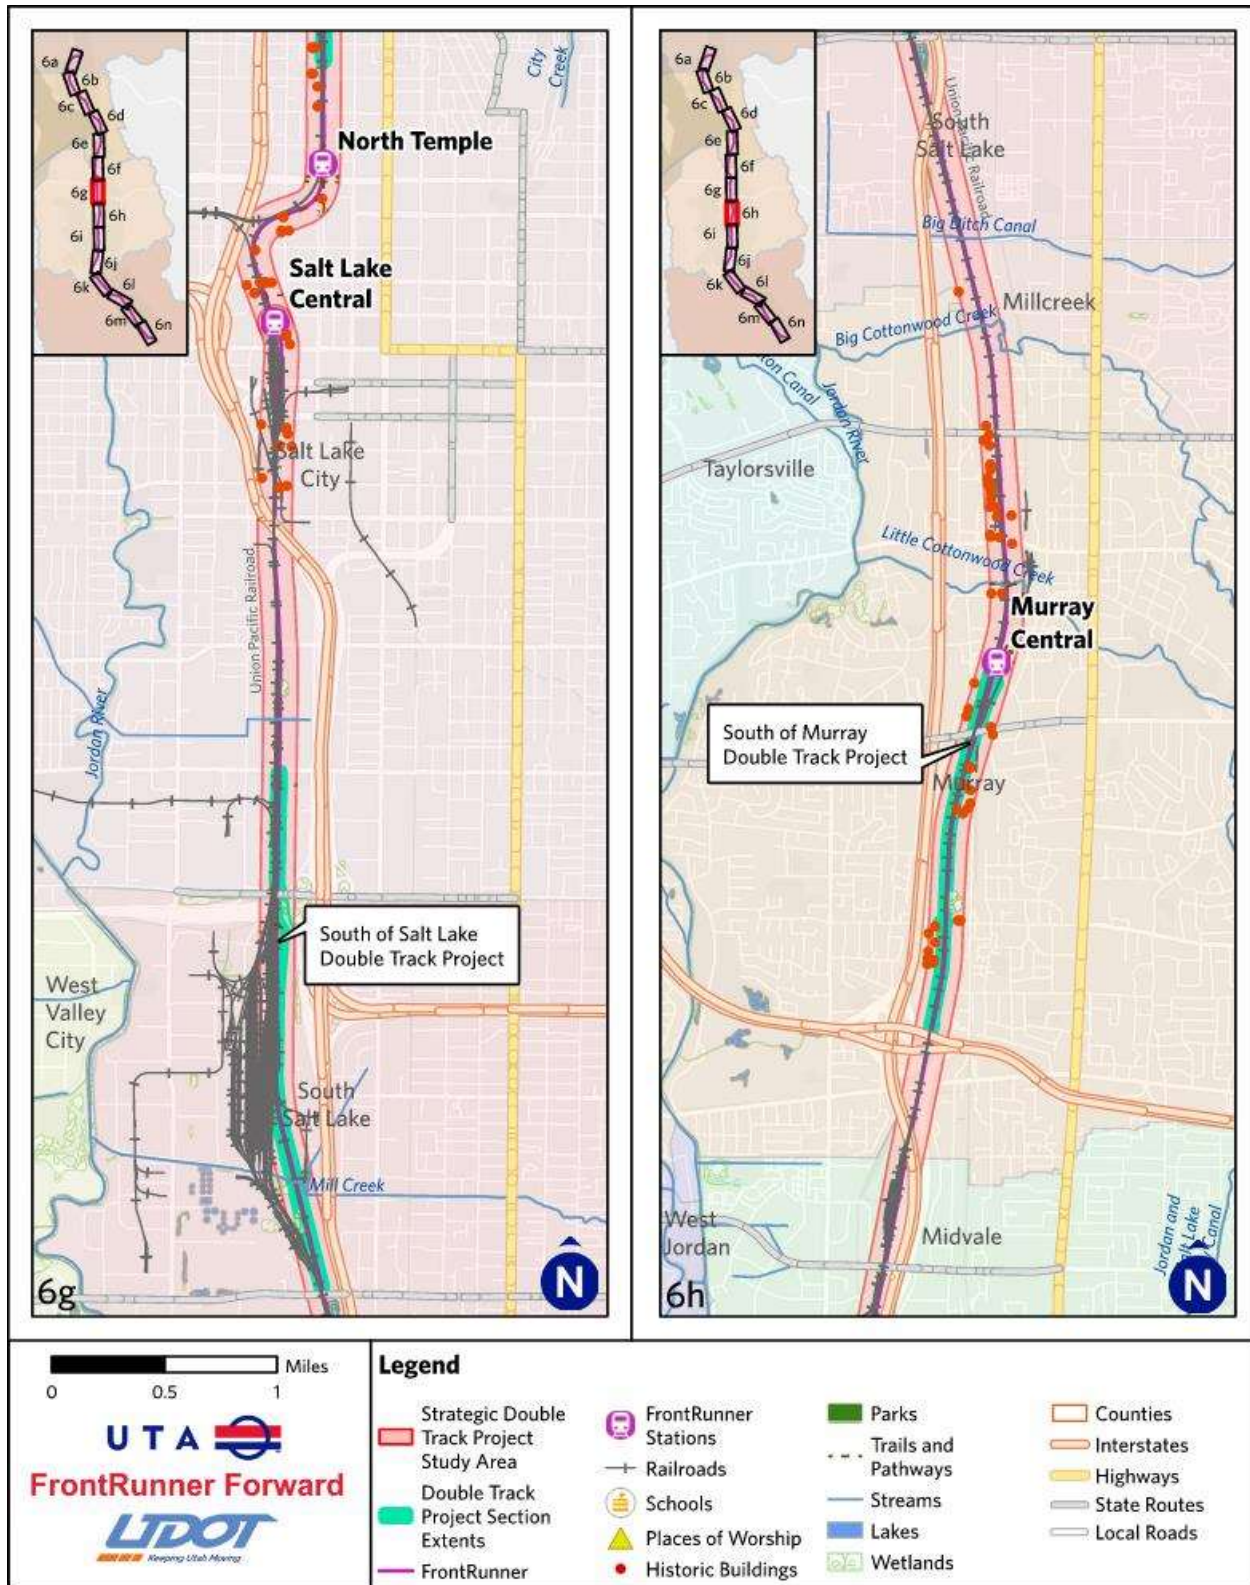 6a
6b
6c
6d
6e
6f
6g
6h
6i
6j
6k
6l
6m
6n
City
Creek
North Temple
Salt Lake
Central
Salt Lake
City
Union Pacific Railroad
Jordan River
South of Salt Lake
Double Track Project
West
Valley
City
South
Salt Lake
Mill Creek
6g
N
6a
6b
6c
6d
6e
6f
6g
6h
6i
6j
6k
6l
6m
6n
Union Pacific Railroad
South
Salt Lake
Big Ditch Canal
Millcreek
Big Cottonwood Creek
Canal
Jordan River
Taylorsville
Little Cottonwood Creek
Murray
Central
South of Murray
Double Track Project
Murray
West
Jordan
Midvale
Jordan and
Lake
Canal
6h
N
Miles
0 0.5 1
UTA
FrontRunner Forward
UDOT
Keeping Utah Moving
Legend
Strategic Double
Track Project
Study Area
Double Track
Project Section
Extents
FrontRunner
FrontRunner
Stations
Railroads
Schools
Places of Worship
Historic Buildings
Parks
Trails and
Pathways
Streams
Lakes
Wetlands
Counties
Interstates
Highways
State Routes
Local Roads